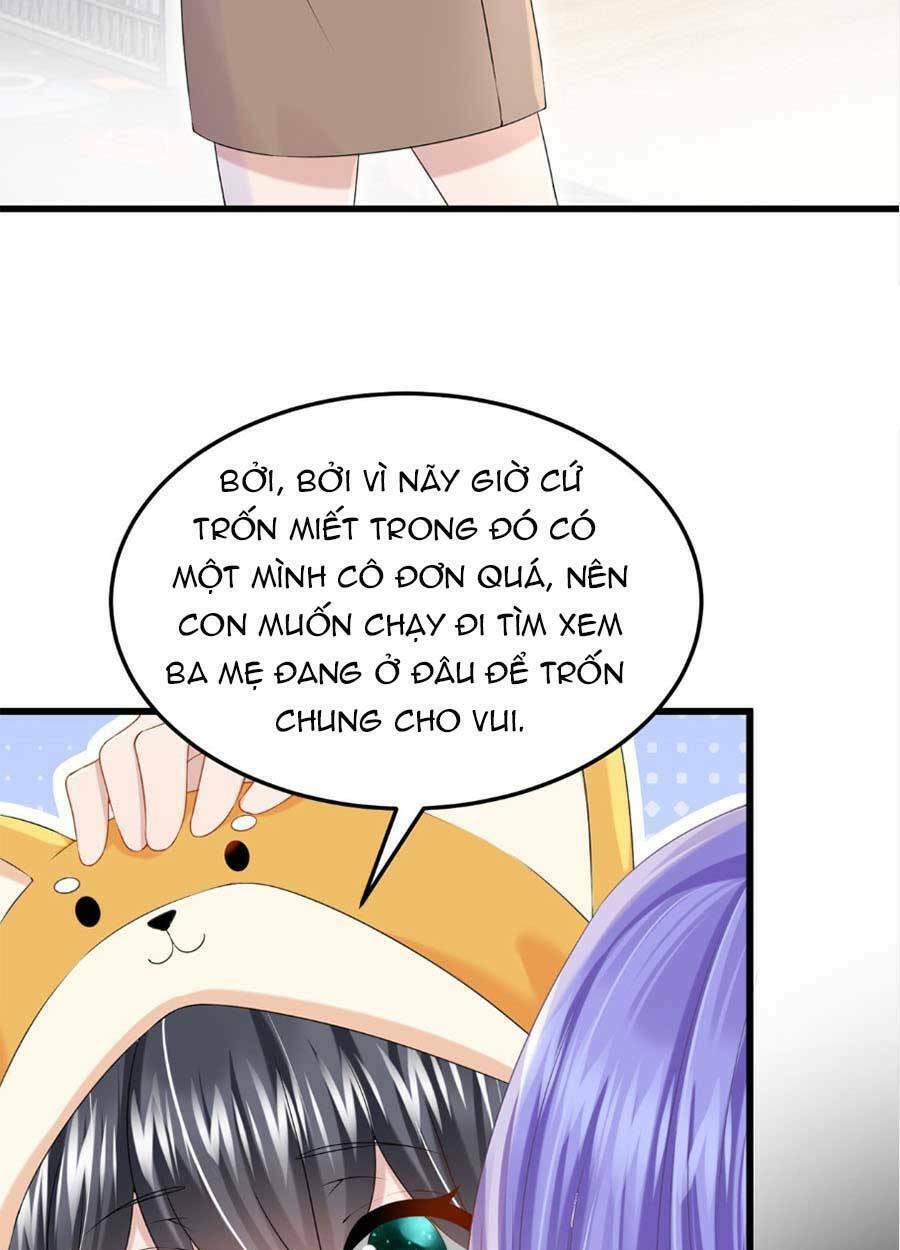 BỞI, BỞI VÌ NÃY GIỜ CỨ
TRỐN MIẾT TRONG ĐÓ CÓ
MỘT MÌNH CÔ ĐƠN QUÁ, NÊN
CON MUỐN CHẠY ĐI TÌM XEM
BA MẸ ĐANG Ở ĐÂU ĐỂ TRỐN
CHUNG CHO VUI.